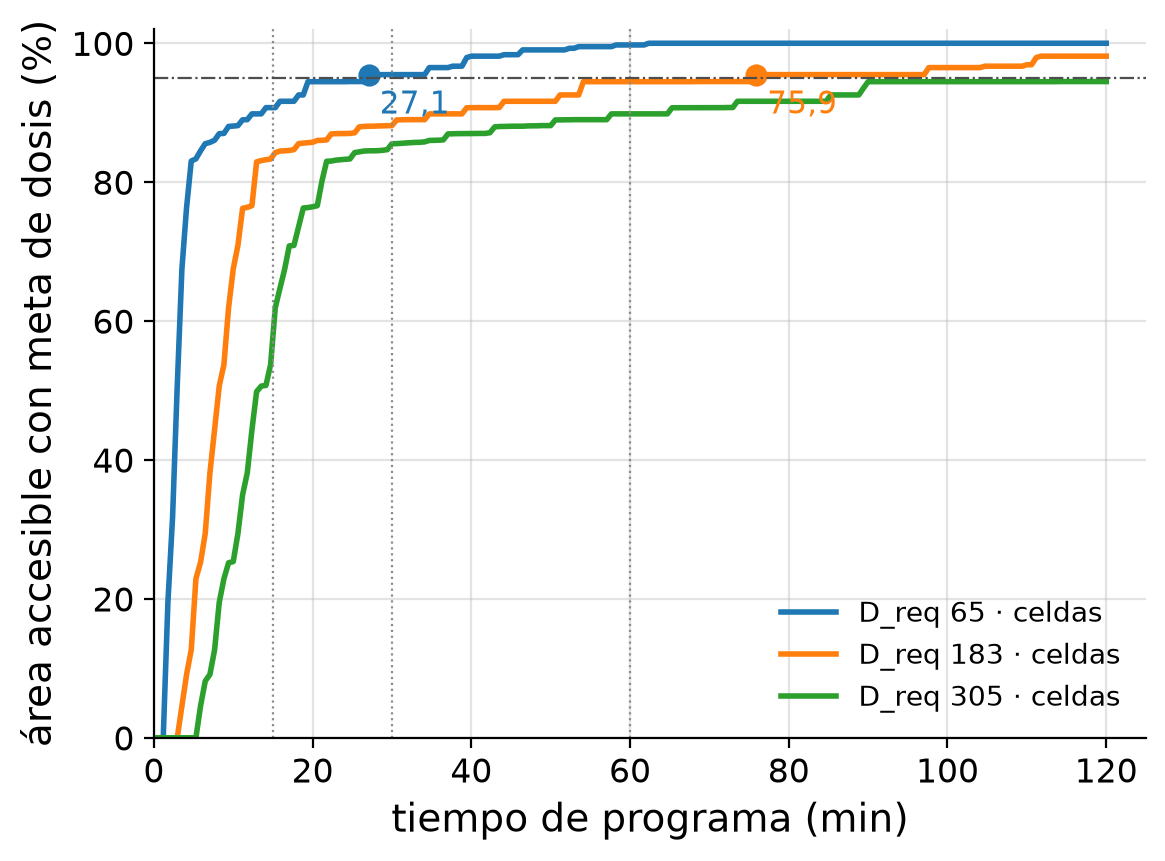 área accesible con meta de dosis (%)
100
80
60
40
20
0
27,1
75,9
D_req 65 · celdas
D_req 183 · celdas
D_req 305 · celdas
0 20 40 60 80 100 120
tiempo de programa (min)